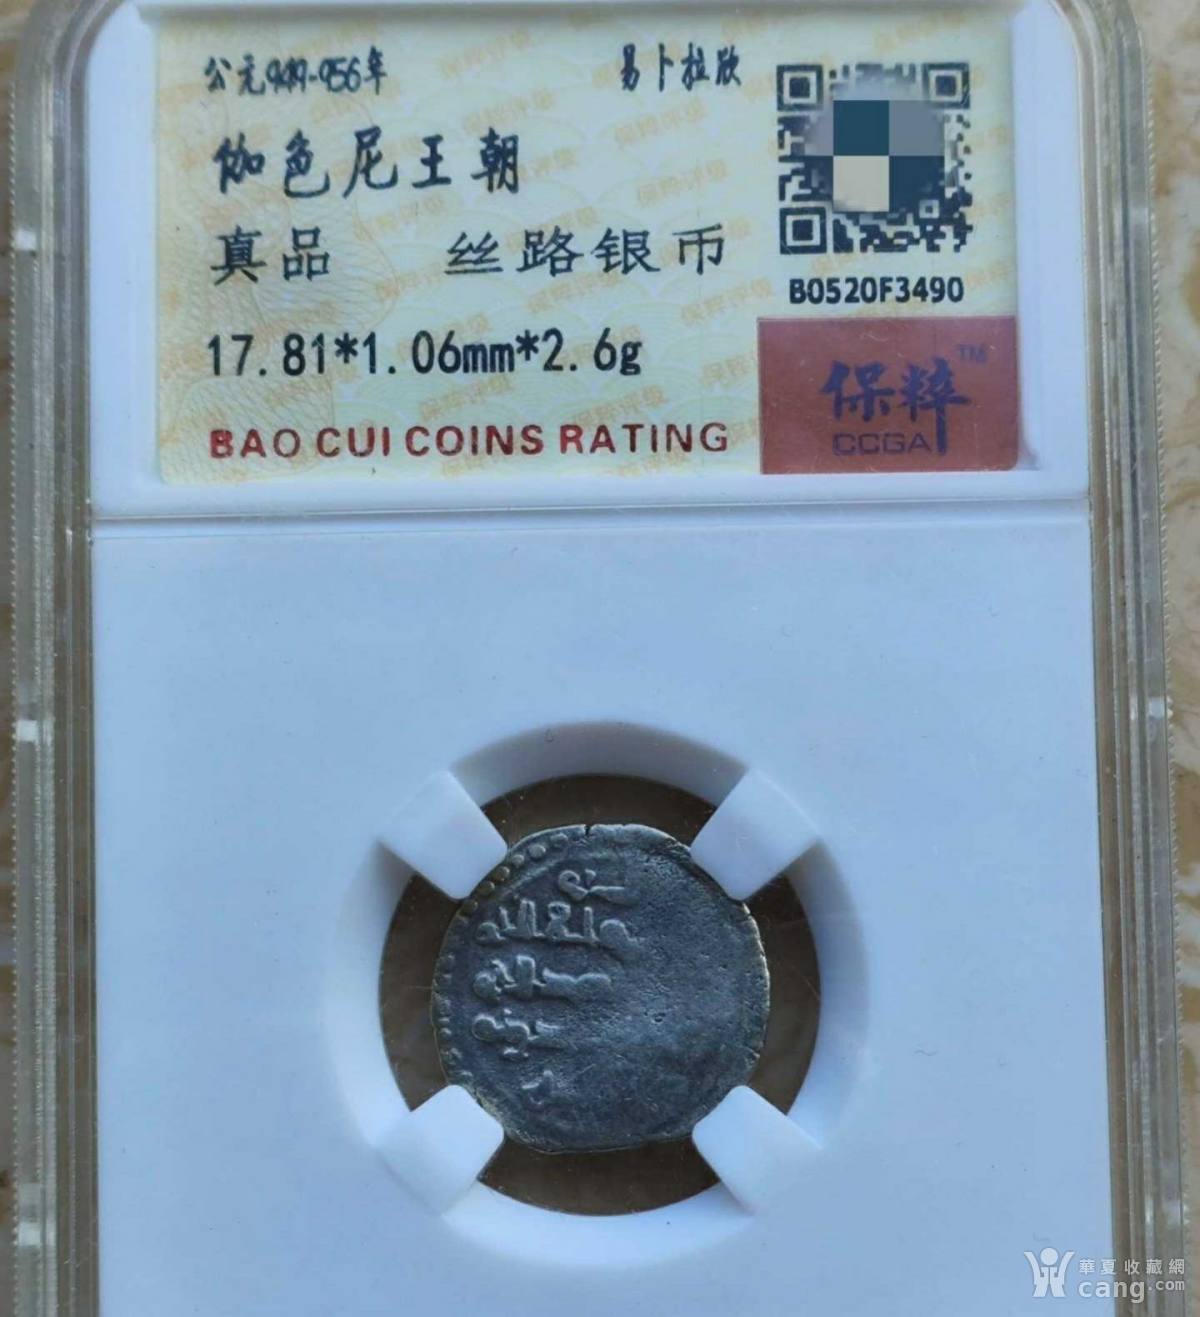 公元949-956年 易卜拉欣
伽色尼王朝
真品 丝路银币
B0520F3490
17.81*1.06mm*2.6g
保粹™
CCGA
BAO CUI COINS RATING
華夏收藏網
cang.com